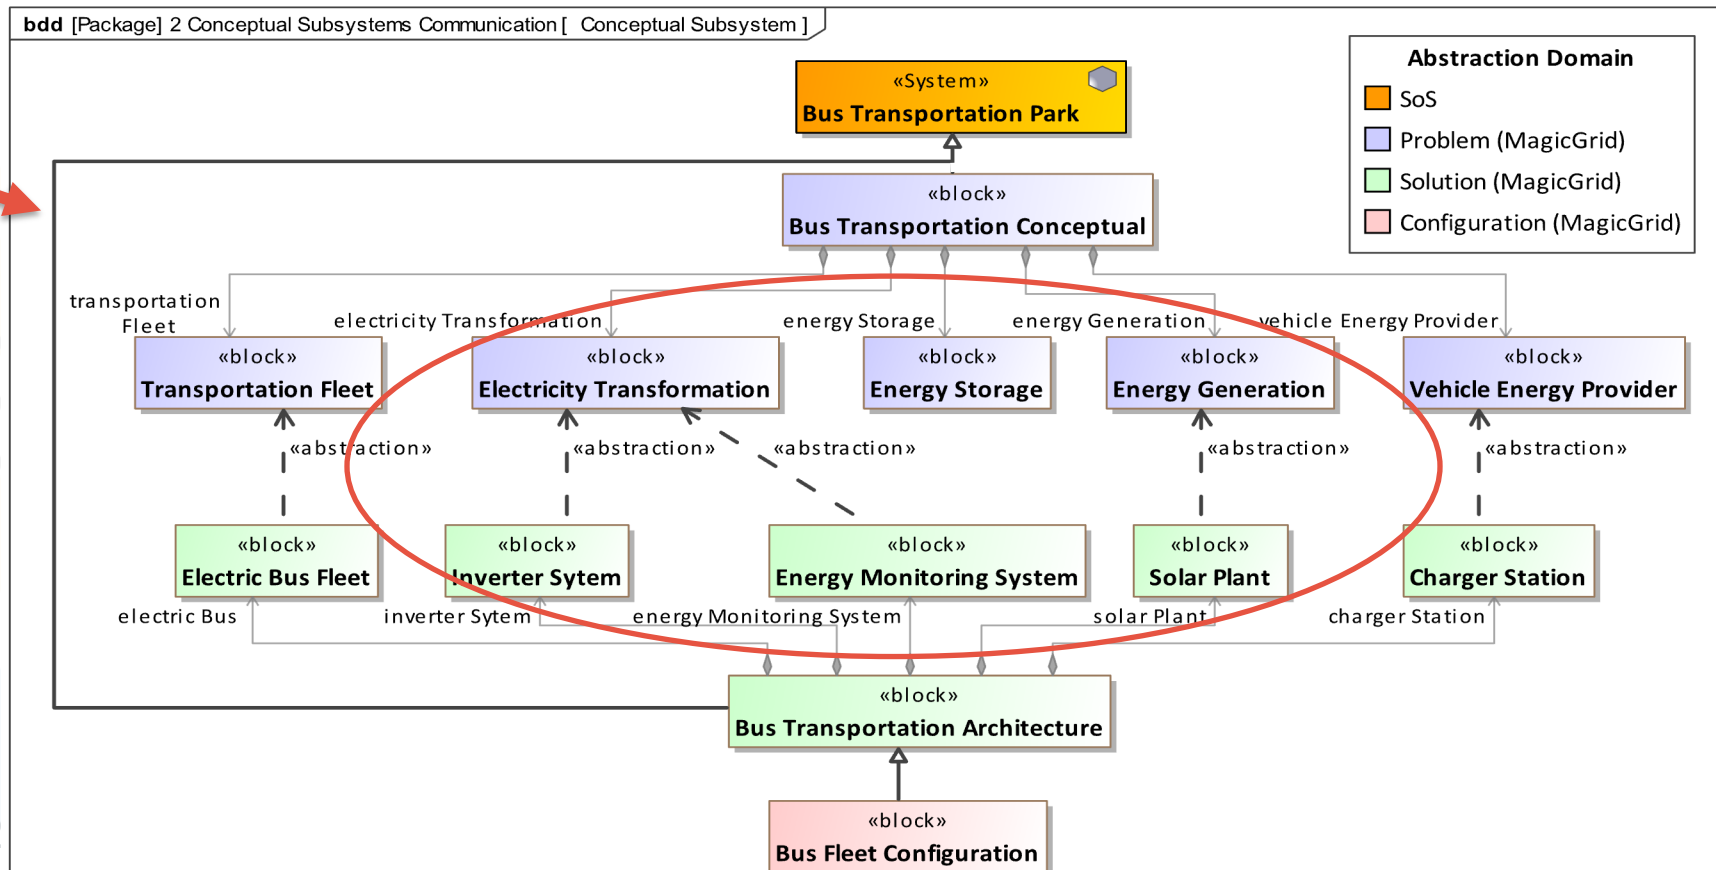 bdd [Package] 2 Conceptual Subsystems Communication [ Conceptual Subsystem ]
Abstraction Domain
SoS
Problem (MagicGrid)
Solution (MagicGrid)
Configuration (MagicGrid)
«System»
Bus Transportation Park
«block»
Bus Transportation Conceptual
transportation
Fleet
electricity Transformation
energy Storage
energy Generation
vehicle Energy Provider
«block»
Transportation Fleet
«block»
Electricity Transformation
«block»
Energy Storage
«block»
Energy Generation
«block»
Vehicle Energy Provider
«abstraction»
«abstraction»
«abstraction»
«abstraction»
«abstraction»
«block»
Electric Bus Fleet
«block»
Inverter Sytem
«block»
Energy Monitoring System
«block»
Solar Plant
«block»
Charger Station
electric Bus
inverter Sytem
energy Monitoring System
solar Plant
charger Station
«block»
Bus Transportation Architecture
«block»
Bus Fleet Configuration